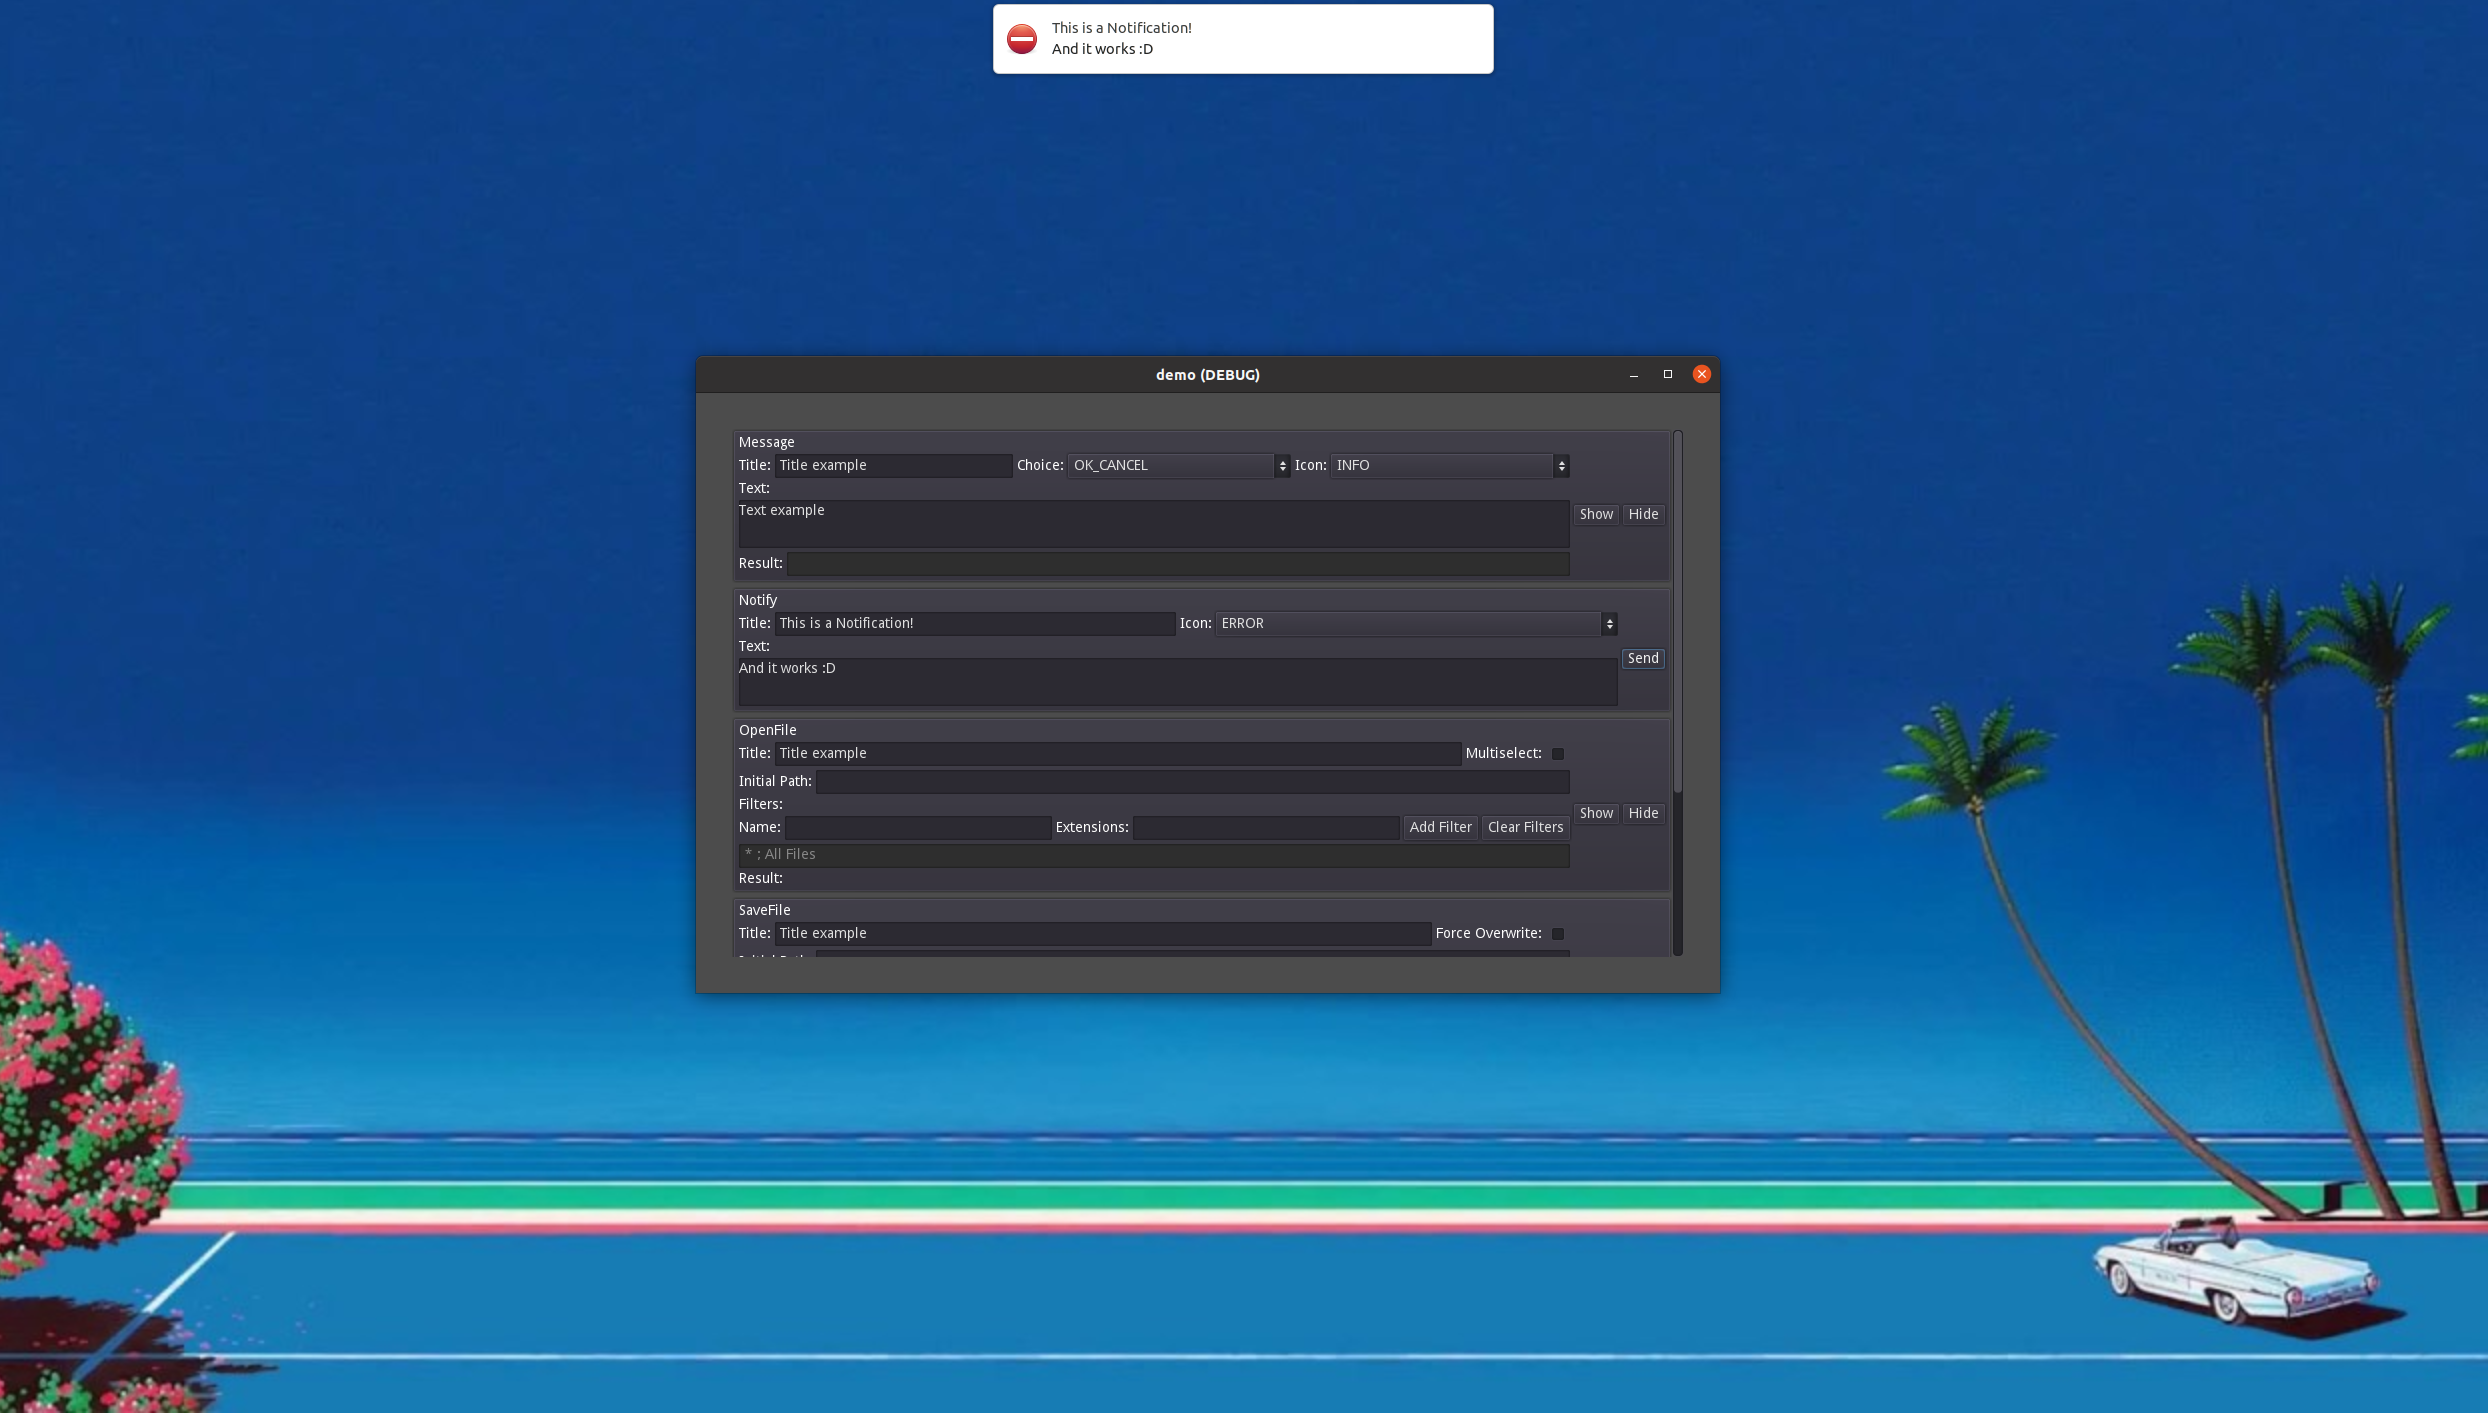 This is a Notification!
And it works :D
demo (DEBUG)
Message
Title: Title example Choice: OK_CANCEL Icon: INFO
Text:
Text example
Show Hide
Result:
Notify
Title: This is a Notification! Icon: ERROR
Text:
And it works :D
Send
OpenFile
Title: Title example Multiselect:
Initial Path:
Filters:
Show Hide
Name: Extensions: Add Filter Clear Filters
* ; All Files
Result:
SaveFile
Title: Title example Force Overwrite: